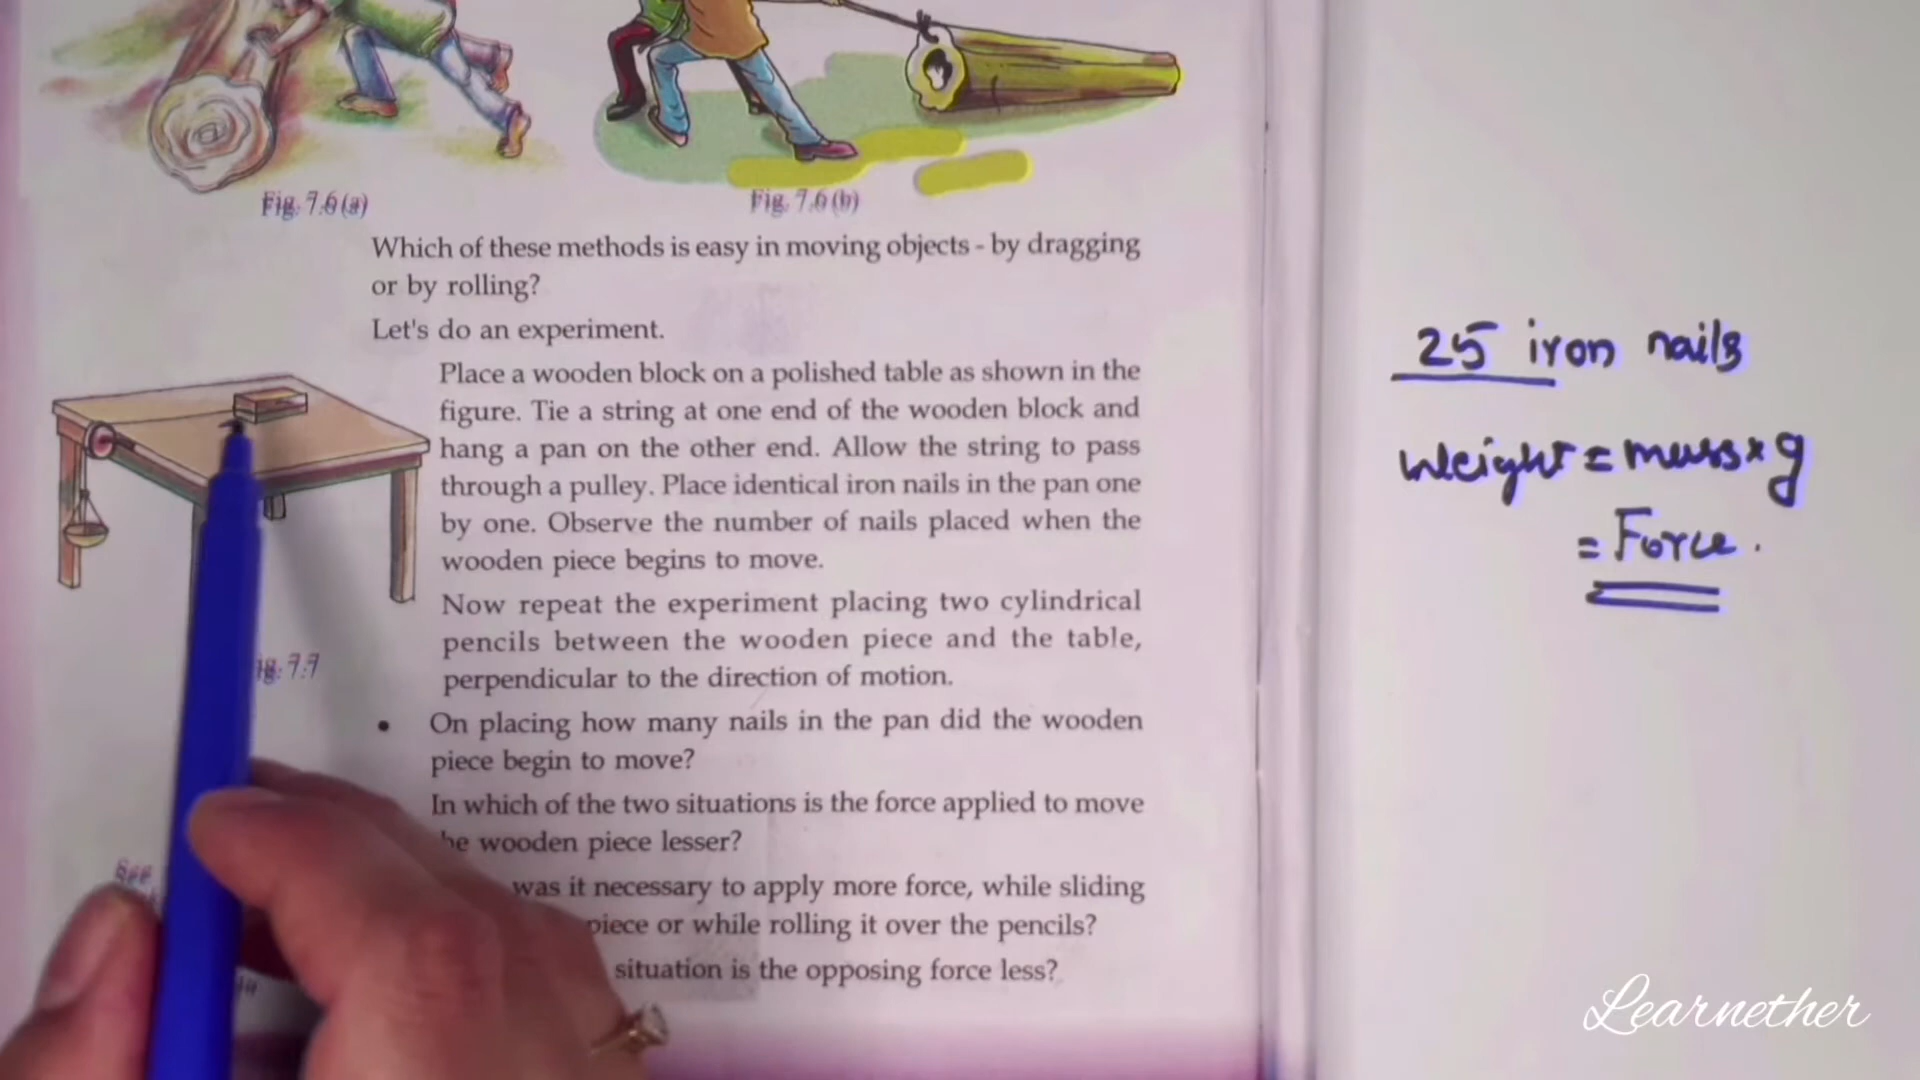 Fig. 7.6 (a)
Fig. 7.6 (b)
Which of these methods is easy in moving objects - by dragging
or by rolling?
Let's do an experiment.
Place a wooden block on a polished table as shown in the
figure. Tie a string at one end of the wooden block and
hang a pan on the other end. Allow the string to pass
through a pulley. Place identical iron nails in the pan one
by one. Observe the number of nails placed when the
wooden piece begins to move.
Now repeat the experiment placing two cylindrical
pencils between the wooden piece and the table,
perpendicular to the direction of motion.
7.7
• On placing how many nails in the pan did the wooden
piece begin to move?
In which of the two situations is the force applied to move
wooden piece lesser?
was it necessary to apply more force, while sliding
piece or while rolling it over the pencils?
situation is the opposing force less?
See
25 iron nails
Weight = mass × g
= Force.
Learnether